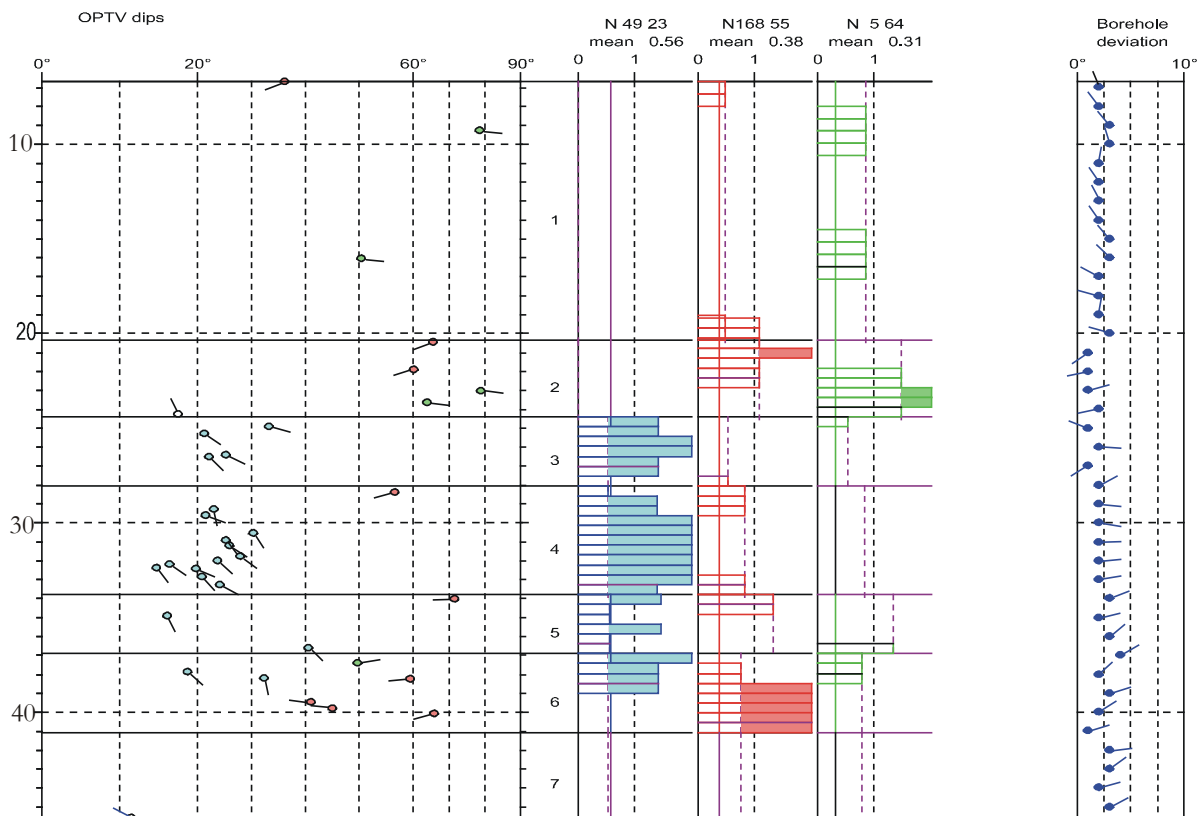 OPTV dips
N 49 23
mean 0.56
N168 55
mean 0.38
N 5 64
mean 0.31
Borehole
deviation
0° 20° 60° 90° 0 1 0 1 0 1 0° 10°
10
1
20
2
3
30
4
5
6
40
7